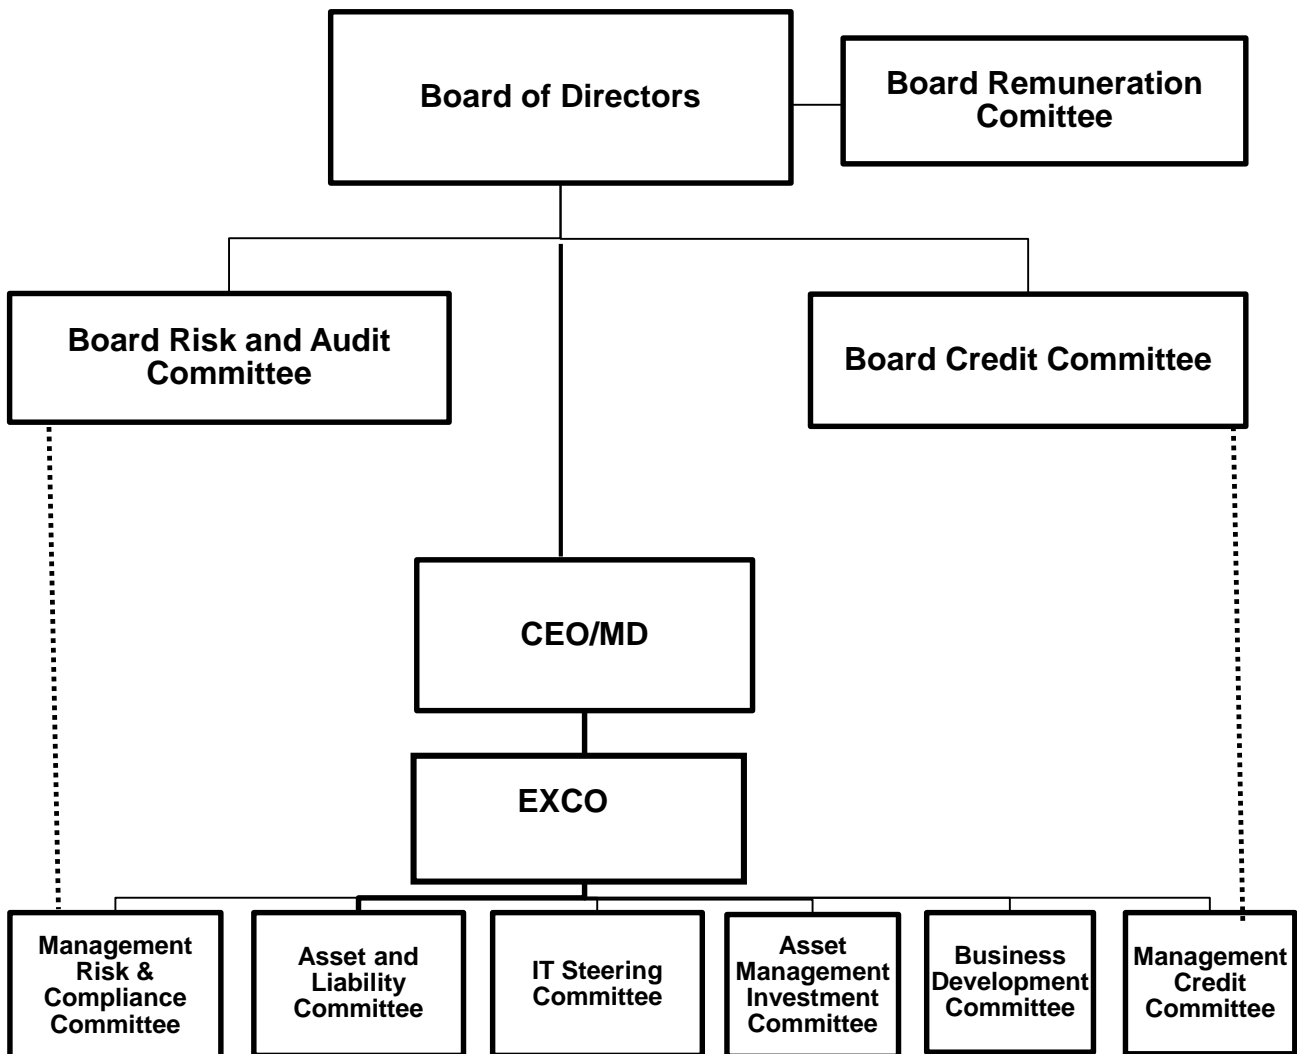 Board of Directors
Board Remuneration
Comittee
Board Risk and Audit
Committee
Board Credit Committee
CEO/MD
EXCO
Management
Risk &
Compliance
Committee
Asset and
Liability
Committee
IT Steering
Committee
Asset
Management
Investment
Committee
Business
Development
Committee
Management
Credit
Committee